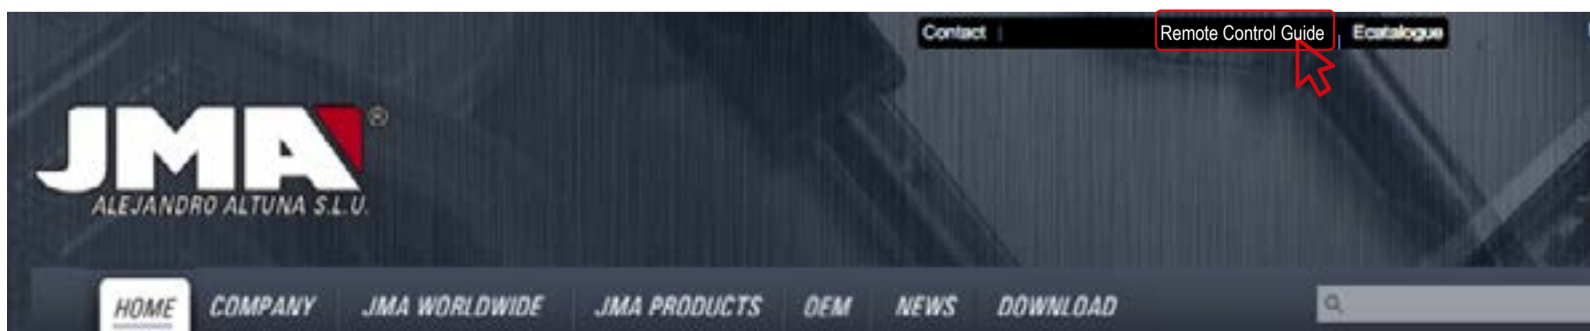 Contact | Remote Control Guide | Ecatalogue
JMA®
ALEJANDRO ALTUNA S.L.U.
HOME COMPANY JMA WORLDWIDE JMA PRODUCTS OEM NEWS DOWNLOAD